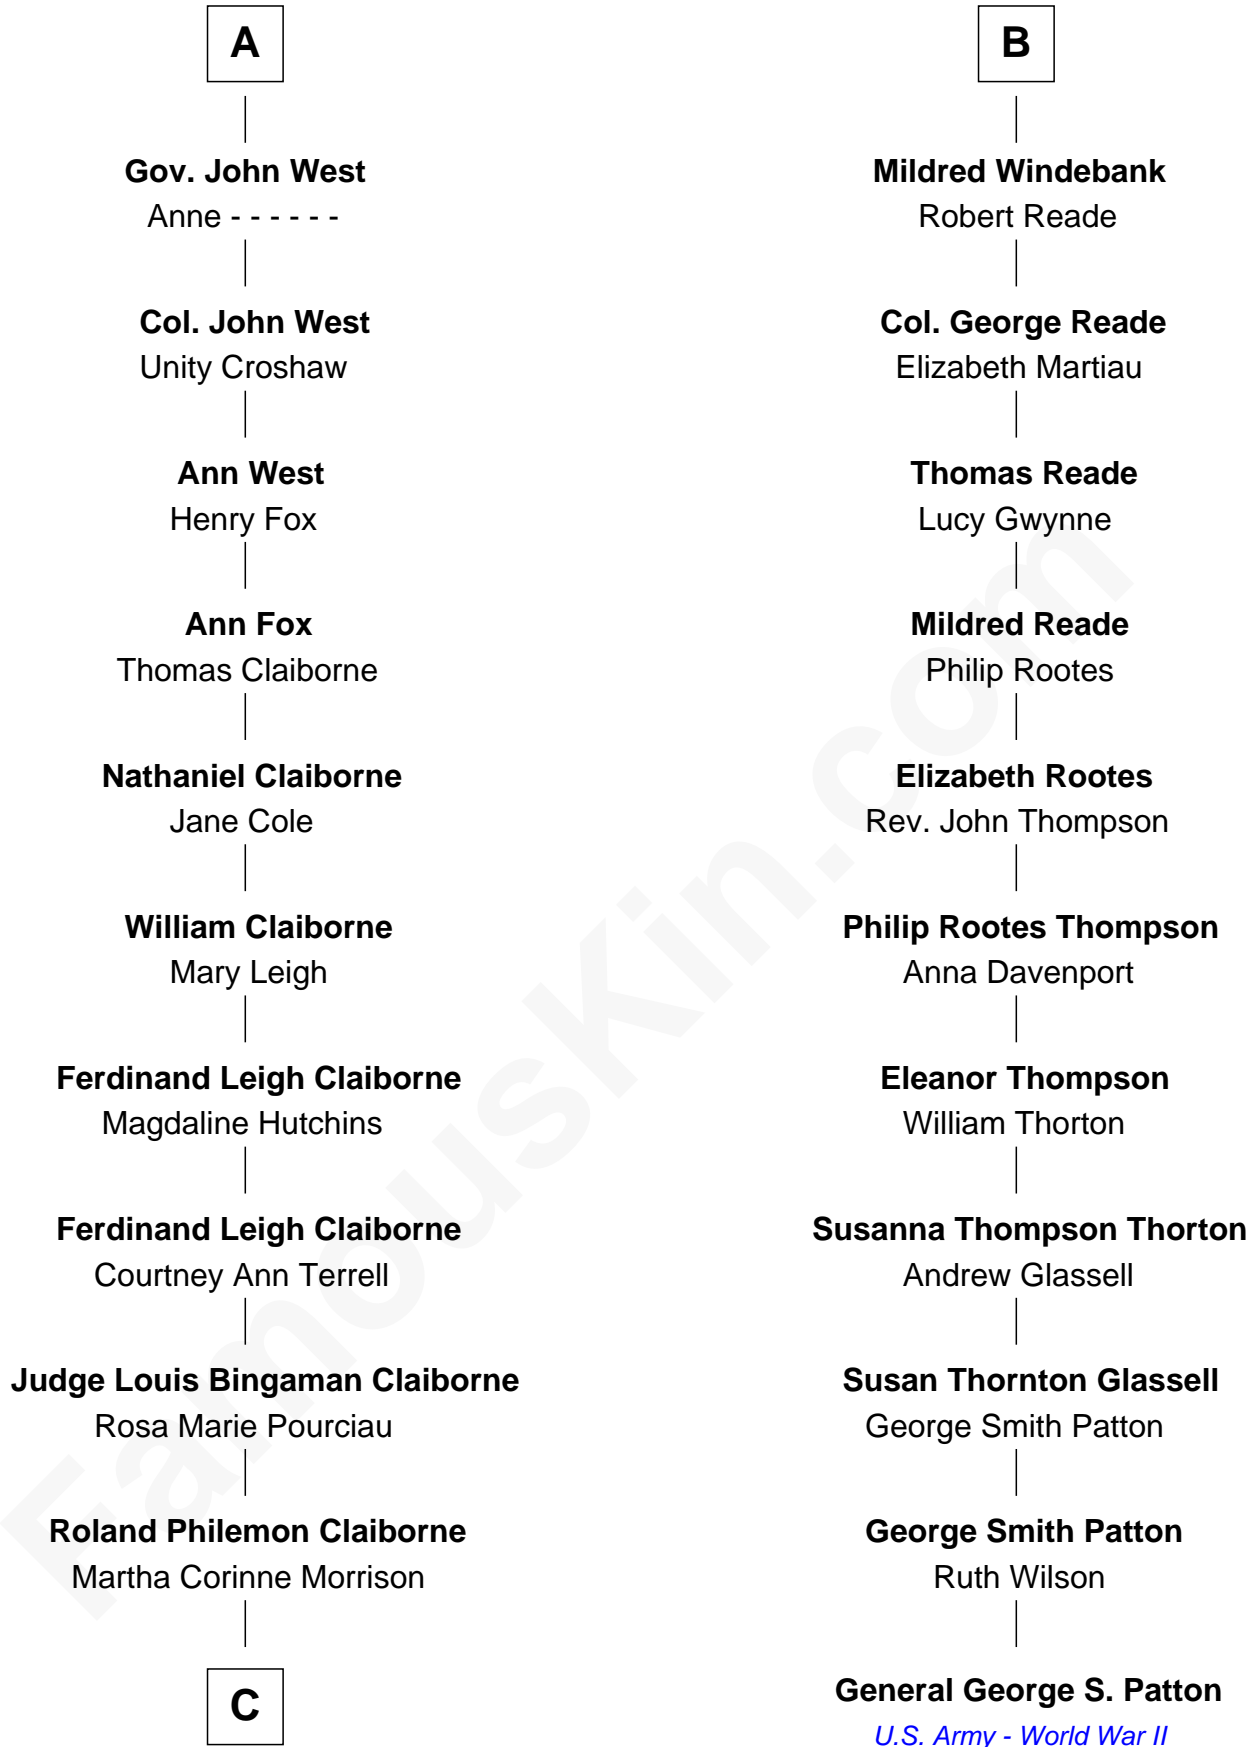 A
Gov. John West
Anne - - - - - -
Col. John West
Unity Croshaw
Ann West
Henry Fox
Ann Fox
Thomas Claiborne
Nathaniel Claiborne
Jane Cole
William Claiborne
Mary Leigh
Ferdinand Leigh Claiborne
Magdaline Hutchins
Ferdinand Leigh Claiborne
Courtney Ann Terrell
Judge Louis Bingaman Claiborne
Rosa Marie Pourciau
Roland Philemon Claiborne
Martha Corinne Morrison
C
B
Mildred Windebank
Robert Reade
Col. George Reade
Elizabeth Martiau
Thomas Reade
Lucy Gwynne
Mildred Reade
Philip Rootes
Elizabeth Rootes
Rev. John Thompson
Philip Rootes Thompson
Anna Davenport
Eleanor Thompson
William Thorton
Susanna Thompson Thorton
Andrew Glassell
Susan Thornton Glassell
George Smith Patton
George Smith Patton
Ruth Wilson
General George S. Patton
U.S. Army - World War II
FamousKin.com